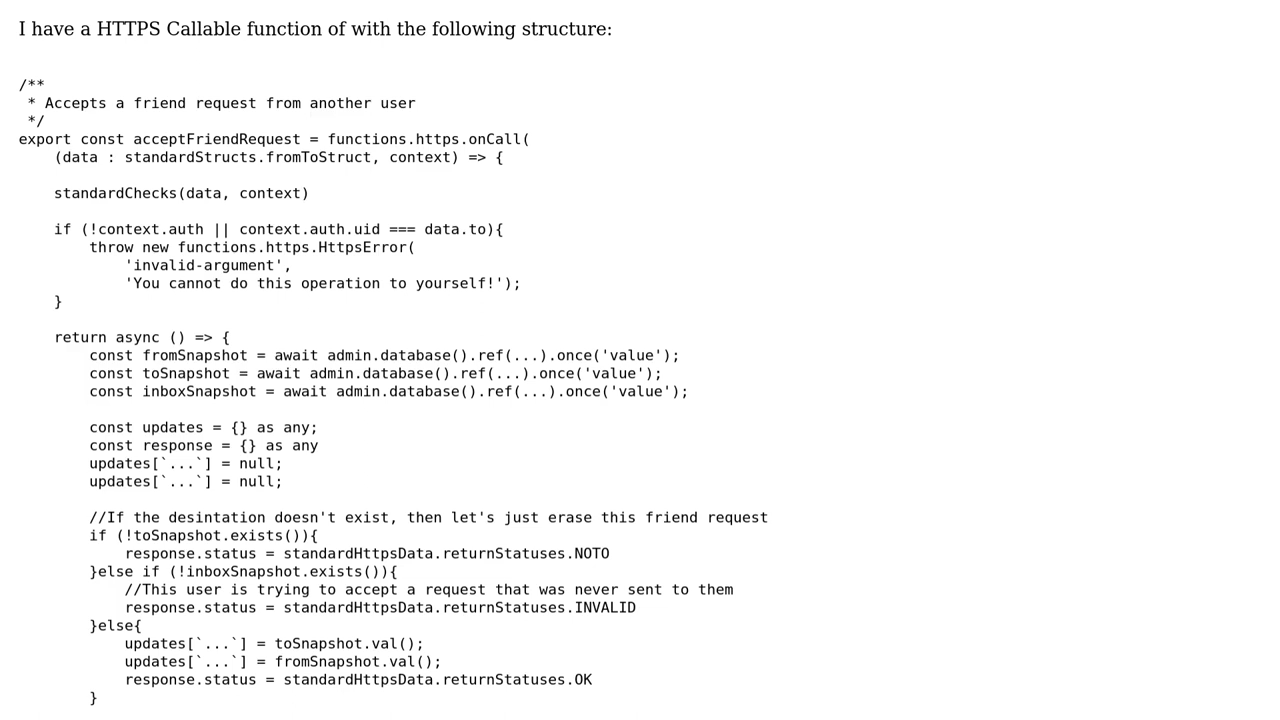 I have a HTTPS Callable function of with the following structure:
/**
 * Accepts a friend request from another user
 */
export const acceptFriendRequest = functions.https.onCall(
    (data : standardStructs.fromToStruct, context) => {
    standardChecks(data, context)
    if (!context.auth || context.auth.uid === data.to){
        throw new functions.https.HttpsError(
            'invalid-argument',
            'You cannot do this operation to yourself!');
    }
    return async () => {
        const fromSnapshot = await admin.database().ref(...).once('value');
        const toSnapshot = await admin.database().ref(...).once('value');
        const inboxSnapshot = await admin.database().ref(...).once('value');
        const updates = {} as any;
        const response = {} as any
        updates[`...`] = null;
        updates[`...`] = null;
        //If the desintation doesn't exist, then let's just erase this friend request
        if (!toSnapshot.exists()){
            response.status = standardHttpsData.returnStatuses.NOTO
        }else if (!inboxSnapshot.exists()){
            //This user is trying to accept a request that was never sent to them
            response.status = standardHttpsData.returnStatuses.INVALID
        }else{
            updates[`...`] = toSnapshot.val();
            updates[`...`] = fromSnapshot.val();
            response.status = standardHttpsData.returnStatuses.OK
        }